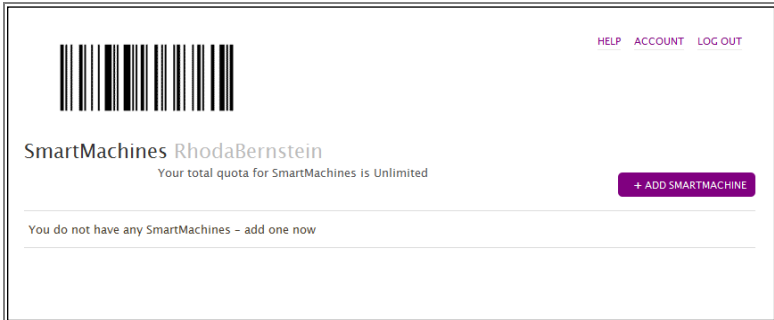 HELP ACCOUNT LOG OUT
SmartMachines RhodaBernstein
Your total quota for SmartMachines is Unlimited
+ ADD SMARTMACHINE
You do not have any SmartMachines – add one now